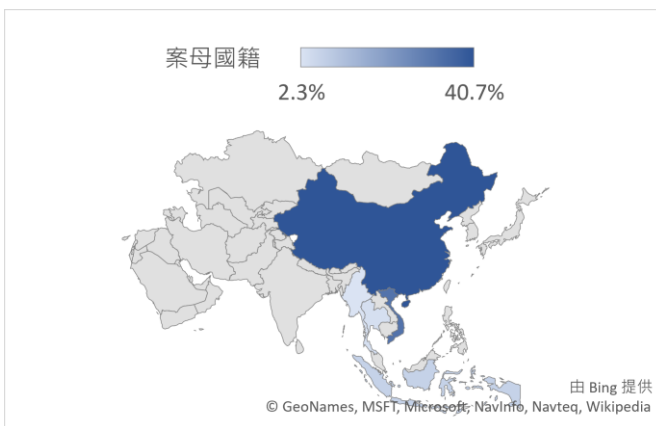 案母國籍
2.3% 40.7%
由 Bing 提供
© GeoNames, MSFT, Microsoft, NavInfo, Navteq, Wikipedia